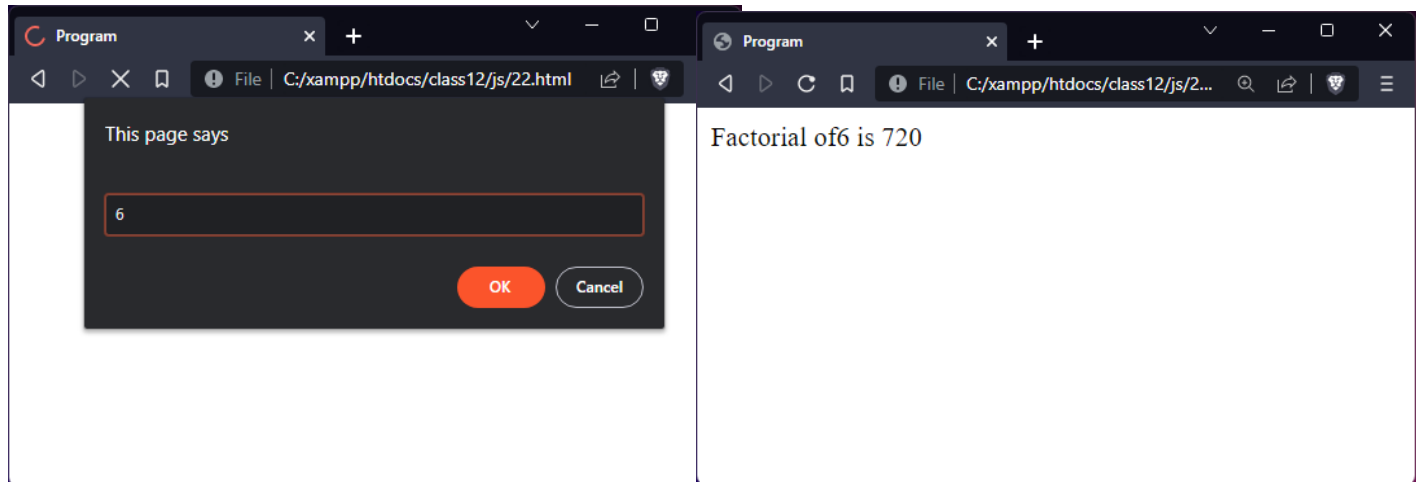 Program
File | C:/xampp/htdocs/class12/js/22.html
This page says
6
OK Cancel
Program
File | C:/xampp/htdocs/class12/js/2...
Factorial of6 is 720